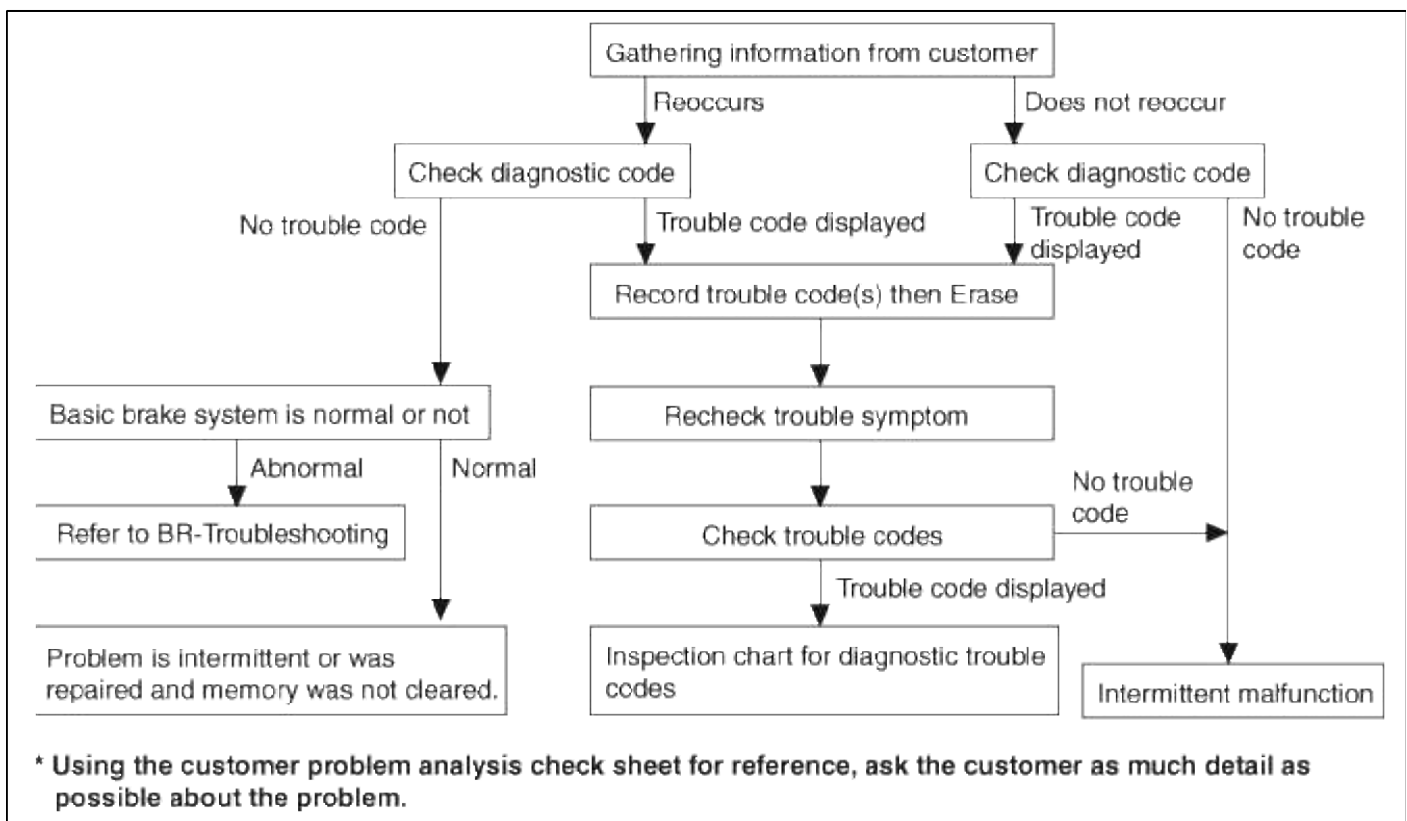 Gathering information from customer
Reoccurs
Does not reoccur
Check diagnostic code
Check diagnostic code
No trouble code
Trouble code displayed
Trouble code
displayed
No trouble
code
Record trouble code(s) then Erase
Basic brake system is normal or not
Recheck trouble symptom
Abnormal
Normal
No trouble
code
Refer to BR-Troubleshooting
Check trouble codes
Trouble code displayed
Problem is intermittent or was
repaired and memory was not cleared.
Inspection chart for diagnostic trouble
codes
Intermittent malfunction
* Using the customer problem analysis check sheet for reference, ask the customer as much detail as
possible about the problem.